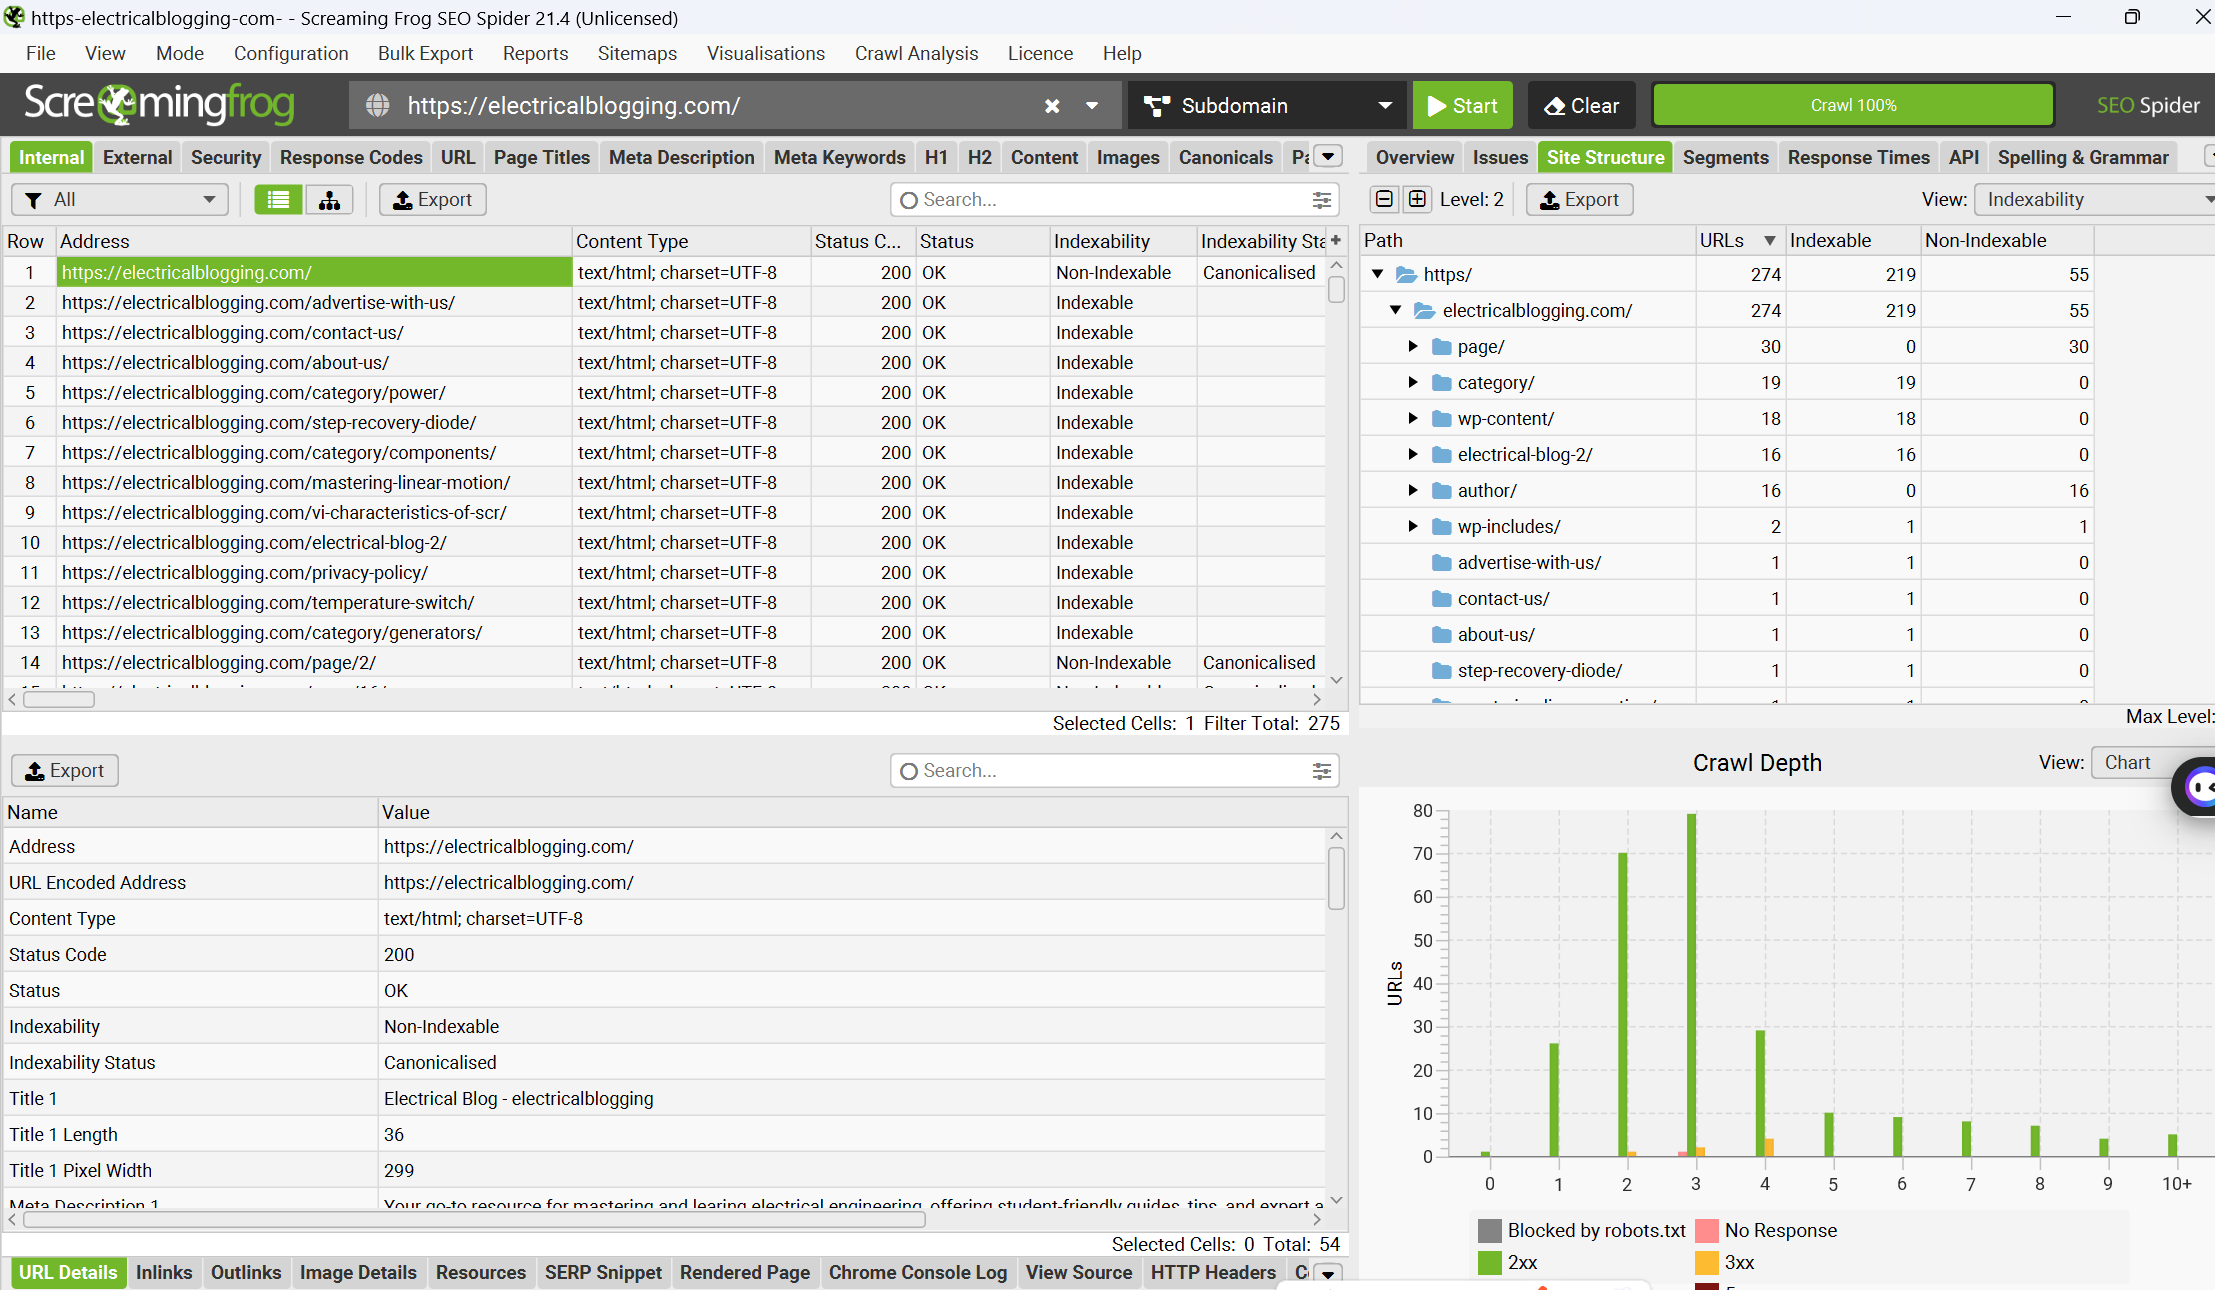 https-electricalblogging-com- - Screaming Frog SEO Spider 21.4 (Unlicensed)
File View Mode Configuration Bulk Export Reports Sitemaps Visualisations Crawl Analysis Licence Help
Screamingfrog https://electricalblogging.com/ Subdomain Start Clear Crawl 100% SEO Spider
Internal External Security Response Codes URL Page Titles Meta Description Meta Keywords H1 H2 Content Images Canonicals
All Export Search...
Row Address Content Type Status C... Status Indexability Indexability Sta
1 https://electricalblogging.com/ text/html; charset=UTF-8 200 OK Non-Indexable Canonicalised
2 https://electricalblogging.com/advertise-with-us/ text/html; charset=UTF-8 200 OK Indexable
3 https://electricalblogging.com/contact-us/ text/html; charset=UTF-8 200 OK Indexable
4 https://electricalblogging.com/about-us/ text/html; charset=UTF-8 200 OK Indexable
5 https://electricalblogging.com/category/power/ text/html; charset=UTF-8 200 OK Indexable
6 https://electricalblogging.com/step-recovery-diode/ text/html; charset=UTF-8 200 OK Indexable
7 https://electricalblogging.com/category/components/ text/html; charset=UTF-8 200 OK Indexable
8 https://electricalblogging.com/mastering-linear-motion/ text/html; charset=UTF-8 200 OK Indexable
9 https://electricalblogging.com/vi-characteristics-of-scr/ text/html; charset=UTF-8 200 OK Indexable
10 https://electricalblogging.com/electrical-blog-2/ text/html; charset=UTF-8 200 OK Indexable
11 https://electricalblogging.com/privacy-policy/ text/html; charset=UTF-8 200 OK Indexable
12 https://electricalblogging.com/temperature-switch/ text/html; charset=UTF-8 200 OK Indexable
13 https://electricalblogging.com/category/generators/ text/html; charset=UTF-8 200 OK Indexable
14 https://electricalblogging.com/page/2/ text/html; charset=UTF-8 200 OK Non-Indexable Canonicalised
Selected Cells: 1 Filter Total: 275
Export Search...
Name Value
Address https://electricalblogging.com/
URL Encoded Address https://electricalblogging.com/
Content Type text/html; charset=UTF-8
Status Code 200
Status OK
Indexability Non-Indexable
Indexability Status Canonicalised
Title 1 Electrical Blog - electricalblogging
Title 1 Length 36
Title 1 Pixel Width 299
Meta Description 1 Your go-to resource for mastering and learing electrical engineering, offering student-friendly guides, tips, and expert a
Selected Cells: 0 Total: 54
URL Details Inlinks Outlinks Image Details Resources SERP Snippet Rendered Page Chrome Console Log View Source HTTP Headers
Overview Issues Site Structure Segments Response Times API Spelling & Grammar
Level: 2 Export View: Indexability
Path URLs Indexable Non-Indexable
https/ 274 219 55
electricalblogging.com/ 274 219 55
page/ 30 0 30
category/ 19 19 0
wp-content/ 18 18 0
electrical-blog-2/ 16 16 0
author/ 16 0 16
wp-includes/ 2 1 1
advertise-with-us/ 1 1 0
contact-us/ 1 1 0
about-us/ 1 1 0
step-recovery-diode/ 1 1 0
Max Level:
Crawl Depth View: Chart
80
70
60
50
40
30
20
10
0
URLs
0 1 2 3 4 5 6 7 8 9 10+
Blocked by robots.txt No Response
2xx 3xx